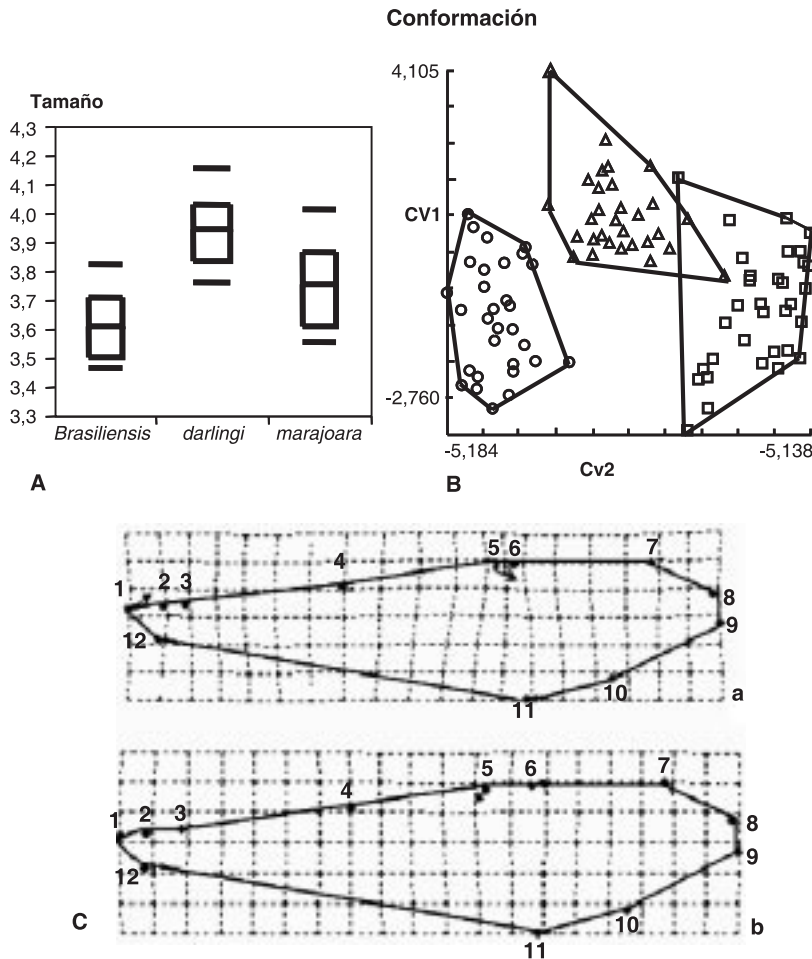 Conformación
Tamaño
4,3
4,2
4,1
4,0
3,9
3,8
3,7
3,6
3,5
3,4
3,3
Brasiliensis darlingi marajoara
A
4,105
CV1
-2,760
-5,184 -5,138
Cv2
B
1 2 3 4 5 6 7 8 9 10 11 12
a
1 2 3 4 5 6 7 8 9 10 11 12
b
C